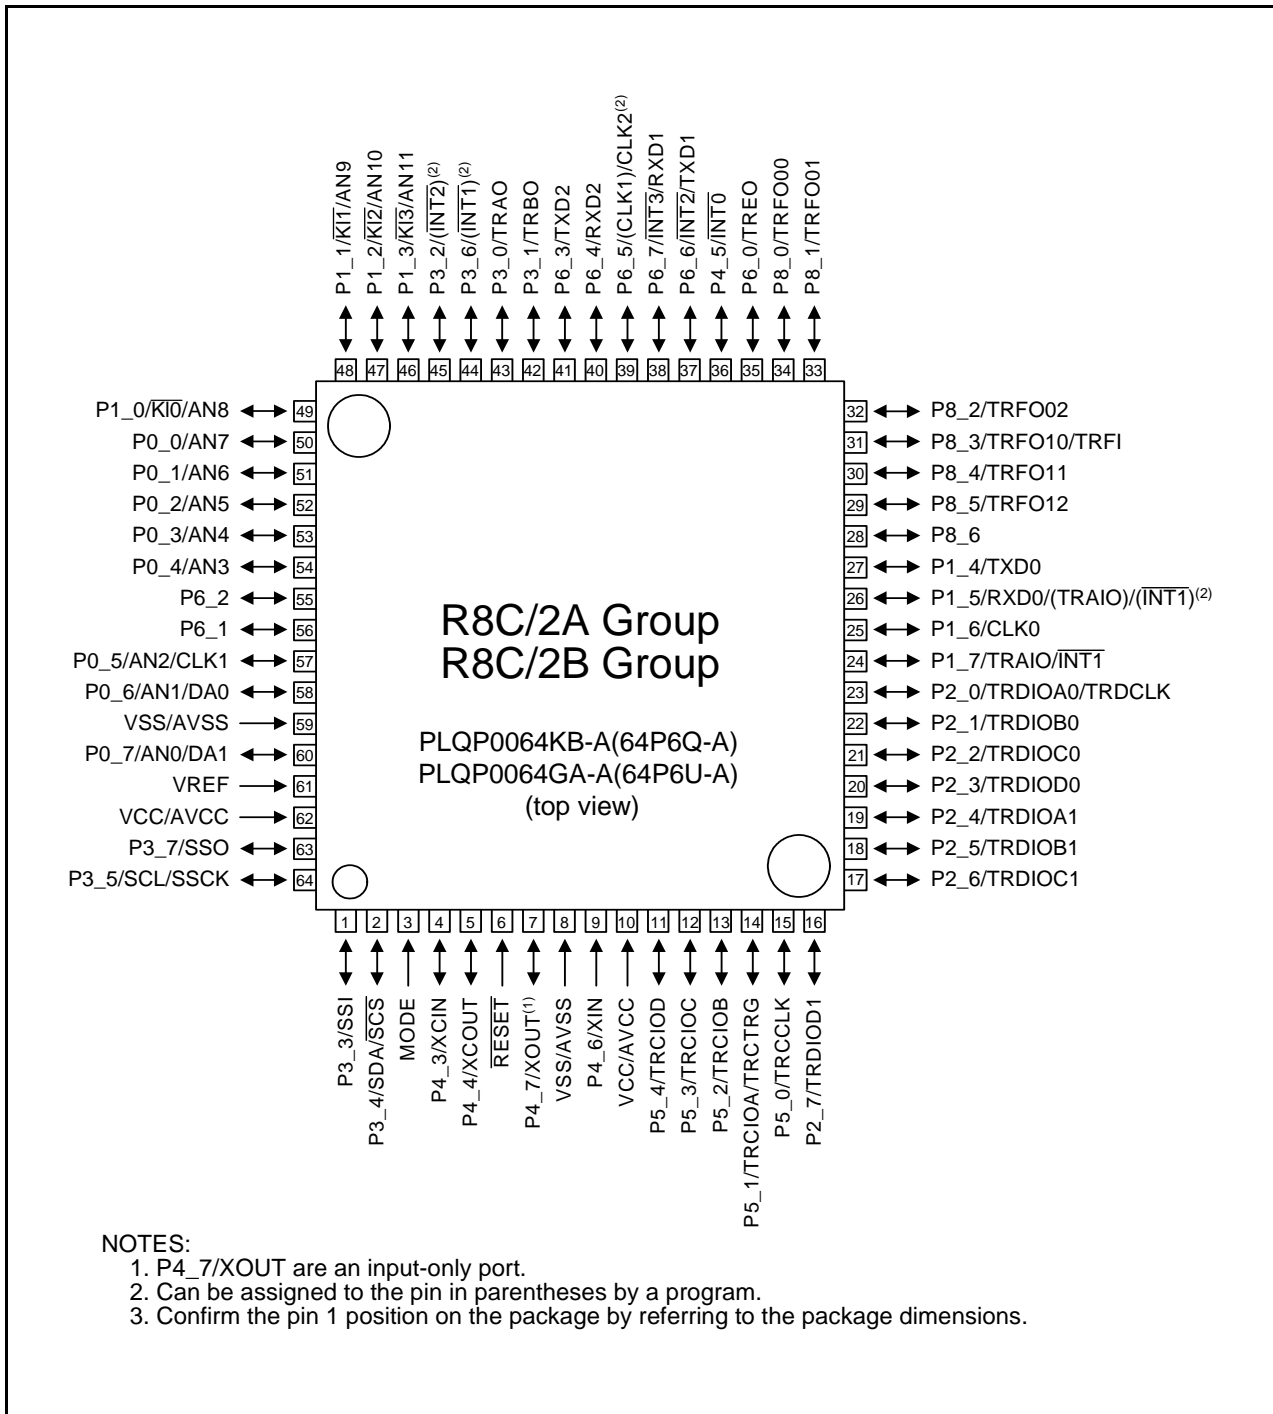 P1_1/KI1/AN9
P1_2/KI2/AN10
P1_3/KI3/AN11
P3_2/(INT2)(2)
P3_6/(INT1)(2)
P3_0/TRAO
P3_1/TRBO
P6_3/TXD2
P6_4/RXD2
P6_5/(CLK1)/CLK2(2)
P6_7/INT3/RXD1
P6_6/INT2/TXD1
P4_5/INT0
P6_0/TREO
P8_0/TRFO00
P8_1/TRFO01
48 47 46 45 44 43 42 41 40 39 38 37 36 35 34 33
P1_0/KI0/AN8 49
P0_0/AN7 50
P0_1/AN6 51
P0_2/AN5 52
P0_3/AN4 53
P0_4/AN3 54
P6_2 55
P6_1 56
P0_5/AN2/CLK1 57
P0_6/AN1/DA0 58
VSS/AVSS 59
P0_7/AN0/DA1 60
VREF 61
VCC/AVCC 62
P3_7/SSO 63
P3_5/SCL/SSCK 64
R8C/2A Group
R8C/2B Group
PLQP0064KB-A(64P6Q-A)
PLQP0064GA-A(64P6U-A)
(top view)
32 P8_2/TRFO02
31 P8_3/TRFO10/TRFI
30 P8_4/TRFO11
29 P8_5/TRFO12
28 P8_6
27 P1_4/TXD0
26 P1_5/RXD0/(TRAIO)/(INT1)(2)
25 P1_6/CLK0
24 P1_7/TRAIO/INT1
23 P2_0/TRDIOA0/TRDCLK
22 P2_1/TRDIOB0
21 P2_2/TRDIOC0
20 P2_3/TRDIOD0
19 P2_4/TRDIOA1
18 P2_5/TRDIOB1
17 P2_6/TRDIOC1
1 2 3 4 5 6 7 8 9 10 11 12 13 14 15 16
P3_3/SSI
P3_4/SDA/SCS
MODE
P4_3/XCIN
P4_4/XCOUT
RESET
P4_7/XOUT(1)
VSS/AVSS
P4_6/XIN
VCC/AVCC
P5_4/TRCIOD
P5_3/TRCIOC
P5_2/TRCIOB
P5_1/TRCIOA/TRCTRG
P5_0/TRCCLK
P2_7/TRDIOD1
NOTES:
1. P4_7/XOUT are an input-only port.
2. Can be assigned to the pin in parentheses by a program.
3. Confirm the pin 1 position on the package by referring to the package dimensions.